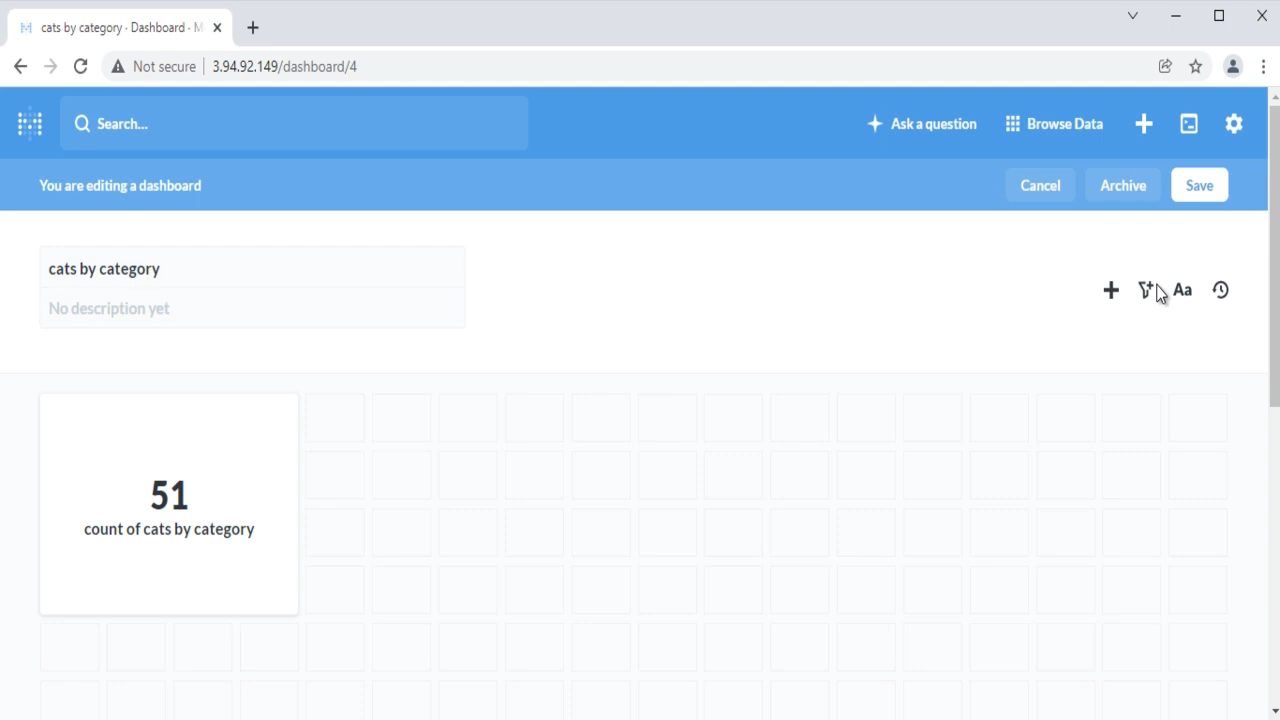 cats by category · Dashboard · M
Not secure
3.94.92.149/dashboard/4
Search...
Ask a question
Browse Data
You are editing a dashboard
Cancel
Archive
Save
cats by category
No description yet
Aa
51
count of cats by category